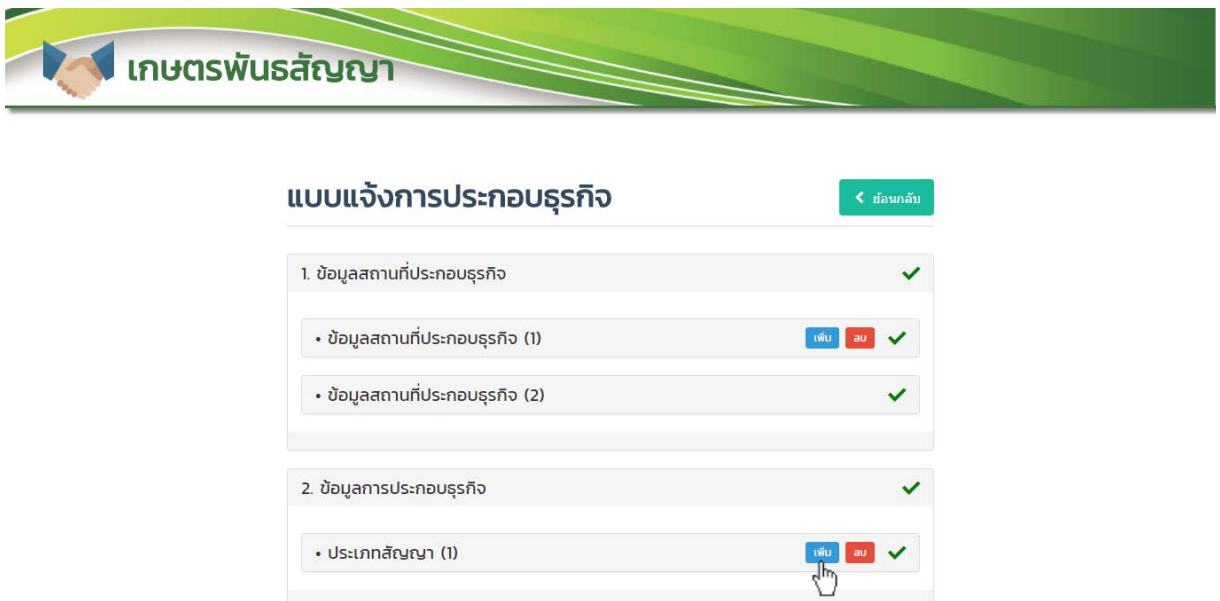 เกษตรพันธสัญญา
แบบแจ้งการประกอบธุรกิจ
ย้อนกลับ
1. ข้อมูลสถานที่ประกอบธุรกิจ
• ข้อมูลสถานที่ประกอบธุรกิจ (1) เพิ่ม ลบ
• ข้อมูลสถานที่ประกอบธุรกิจ (2)
2. ข้อมูลการประกอบธุรกิจ
• ประเภทสัญญา (1) เพิ่ม ลบ